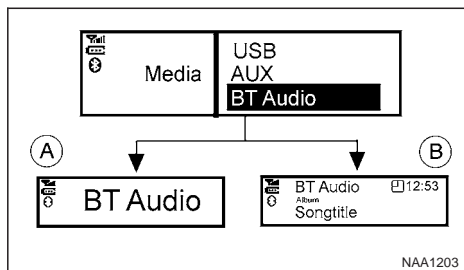 Media
USB
AUX
BT Audio
A
B
BT Audio
BT Audio 12:53
Album
Songtitle
NAA1203